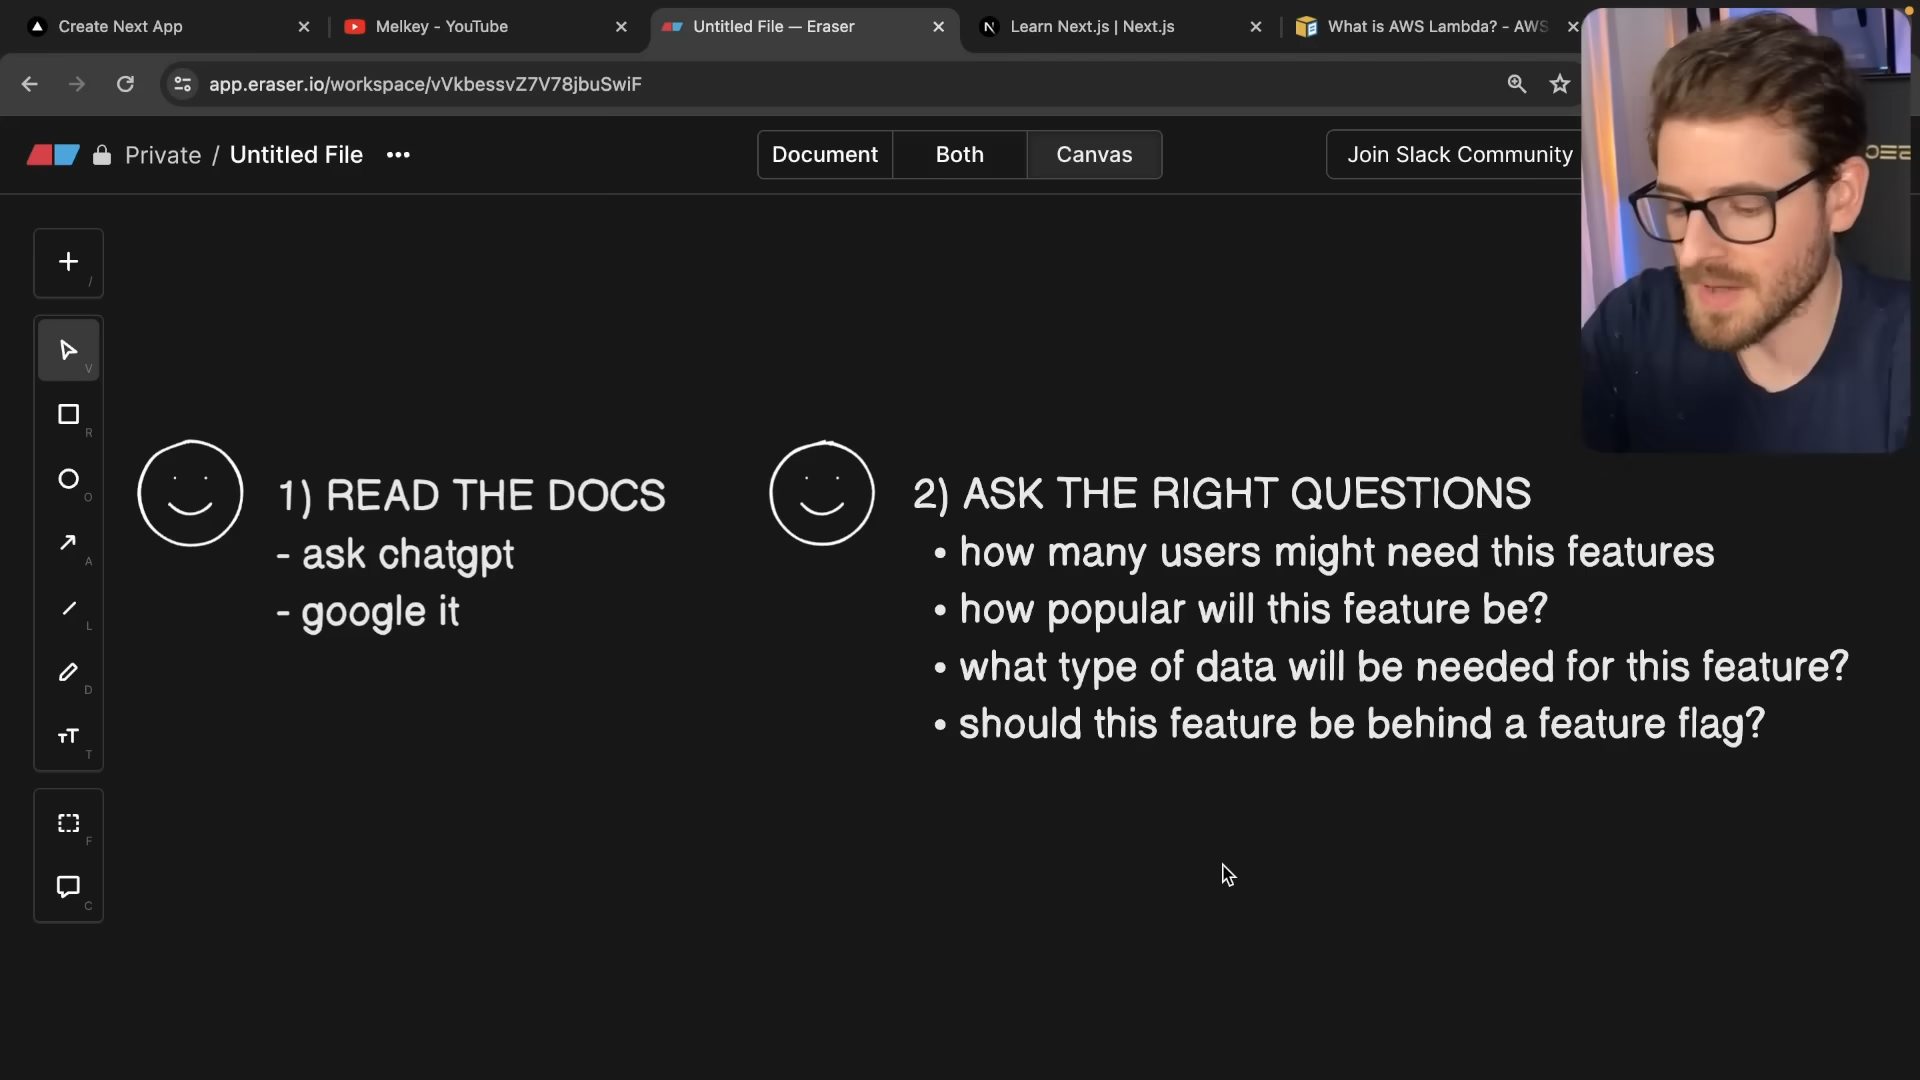 Create Next App
Melkey - YouTube
Untitled File — Eraser
Learn Next.js | Next.js
What is AWS Lambda? - AWS
app.eraser.io/workspace/vVkbessvZ7V78jbuSwiF
Private / Untitled File
Document
Both
Canvas
Join Slack Community
/
V
R
O
A
L
D
T
F
C
1) READ THE DOCS
- ask chatgpt
- google it
2) ASK THE RIGHT QUESTIONS
• how many users might need this features
• how popular will this feature be?
• what type of data will be needed for this feature?
• should this feature be behind a feature flag?